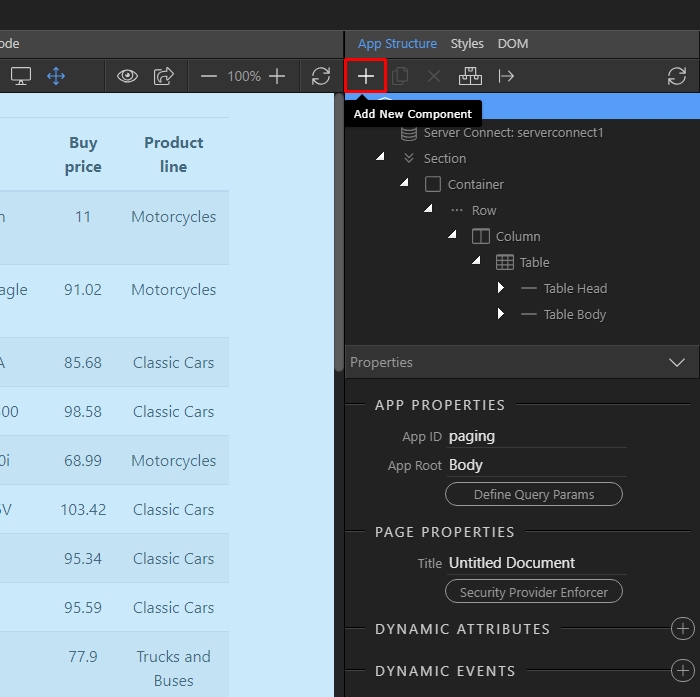 ode
App Structure Styles DOM
100%
Add New Component
Server Connect: serverconnect1
Section
Container
Row
Column
Table
Table Head
Table Body
Properties
APP PROPERTIES
App ID paging
App Root Body
Define Query Params
PAGE PROPERTIES
Title Untitled Document
Security Provider Enforcer
DYNAMIC ATTRIBUTES
DYNAMIC EVENTS
Buy price Product line
11 Motorcycles
agle 91.02 Motorcycles
A 85.68 Classic Cars
00 98.58 Classic Cars
0i 68.99 Motorcycles
5V 103.42 Classic Cars
95.34 Classic Cars
95.59 Classic Cars
77.9 Trucks and
Buses